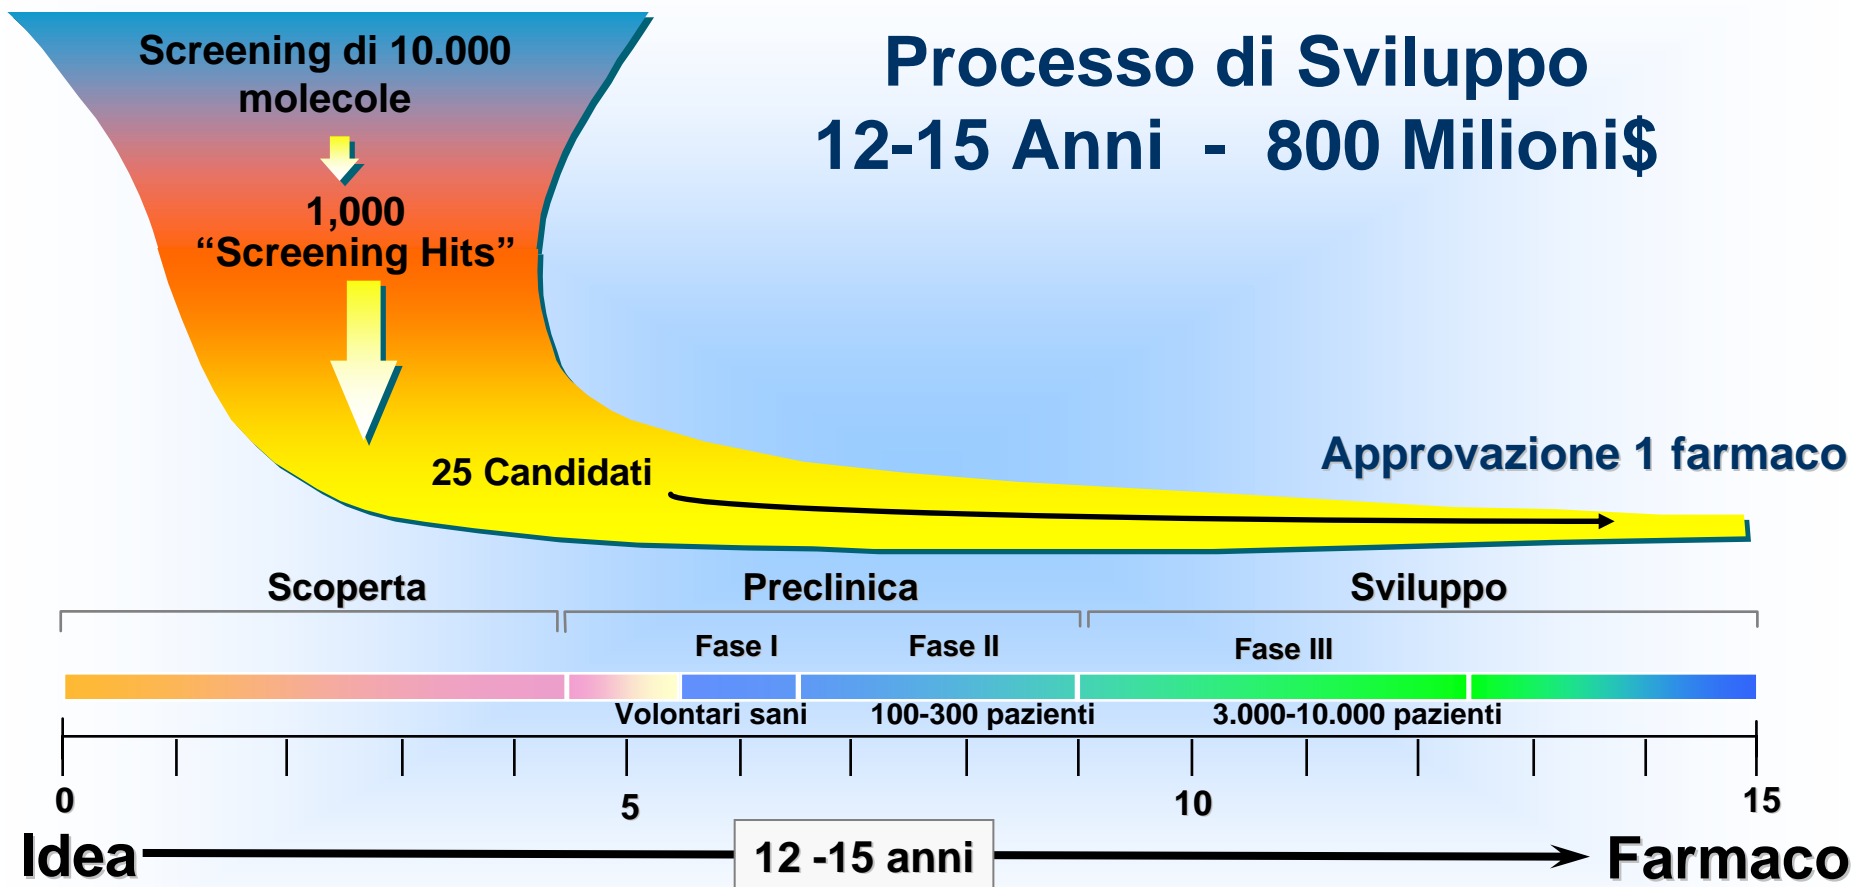 Processo di Sviluppo
12-15 Anni - 800 Milioni$
Screening di 10.000
molecole
1,000
“Screening Hits”
25 Candidati
Approvazione 1 farmaco
Scoperta
Preclinica
Sviluppo
Fase I
Fase II
Fase III
Volontari sani
100-300 pazienti
3.000-10.000 pazienti
0
5
10
15
Idea
12 -15 anni
Farmaco